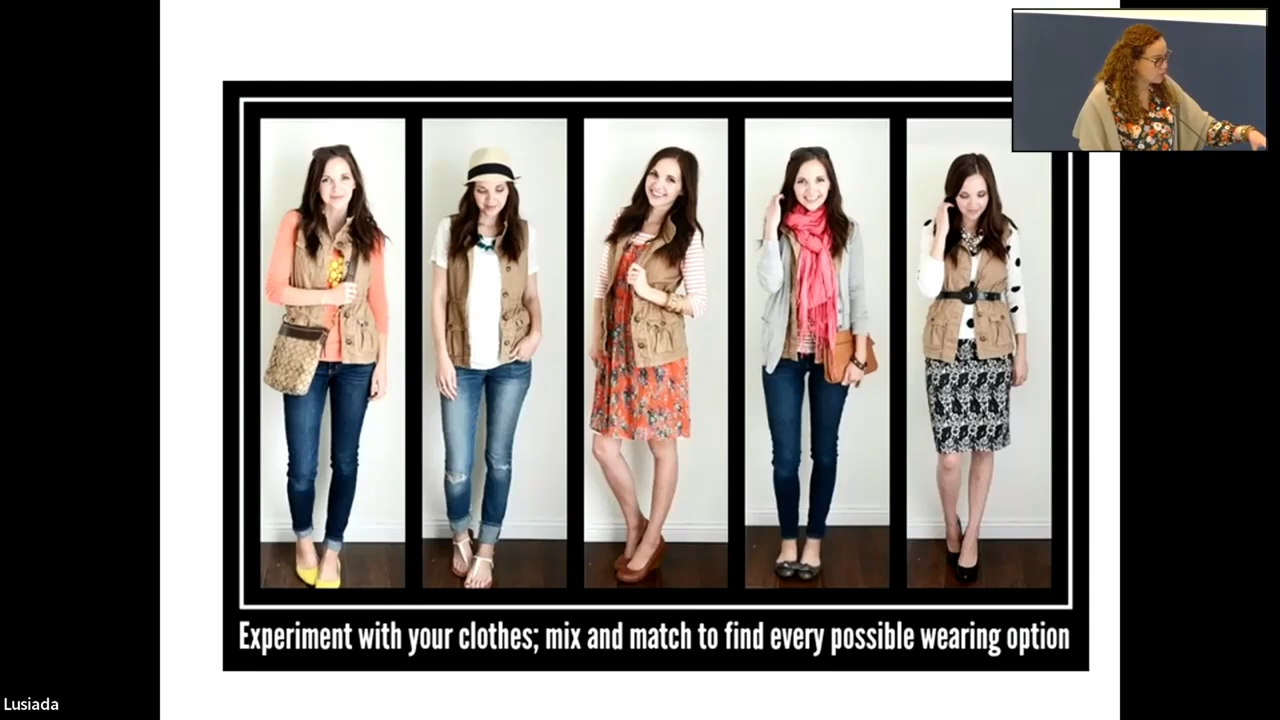 Experiment with your clothes; mix and match to find every possible wearing option
Lusiada